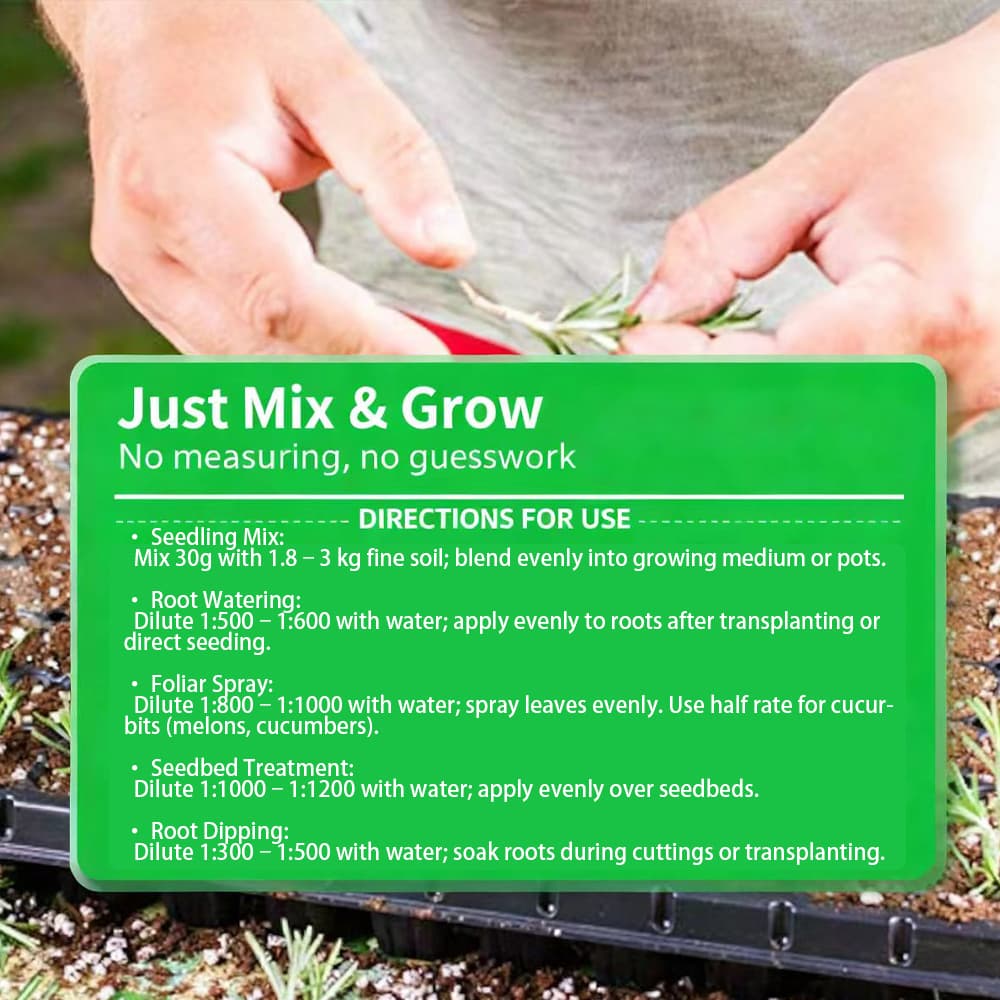 Just Mix & Grow
No measuring, no guesswork
DIRECTIONS FOR USE
• Seedling Mix:
Mix 30g with 1.8 – 3 kg fine soil; blend evenly into growing medium or pots.
• Root Watering:
Dilute 1:500 – 1:600 with water; apply evenly to roots after transplanting or
direct seeding.
• Foliar Spray:
Dilute 1:800 – 1:1000 with water; spray leaves evenly. Use half rate for cucur-
bits (melons, cucumbers).
• Seedbed Treatment:
Dilute 1:1000 – 1:1200 with water; apply evenly over seedbeds.
• Root Dipping:
Dilute 1:300 – 1:500 with water; soak roots during cuttings or transplanting.